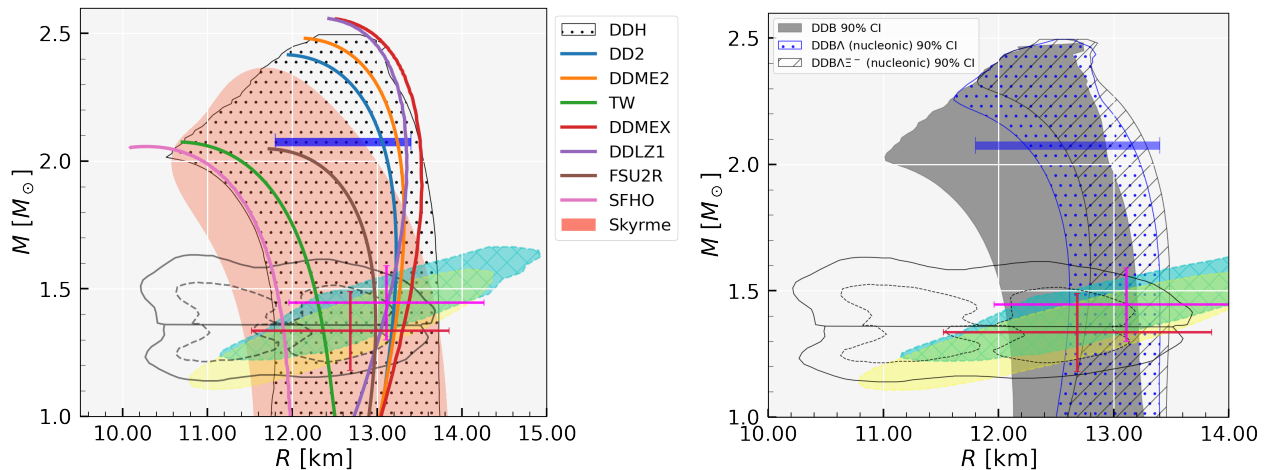 2.5
2.0
1.5
1.0
M [M⊙]
10.00 11.00 12.00 13.00 14.00 15.00
R [km]
DDH
DD2
DDME2
TW
DDMEX
DDLZ1
FSU2R
SFHO
Skyrme
DDB 90% CI
DDBΛ (nucleonic) 90% CI
DDBΛΞ⁻ (nucleonic) 90% CI
2.5
2.0
1.5
1.0
M [M⊙]
10.00 11.00 12.00 13.00 14.00
R [km]